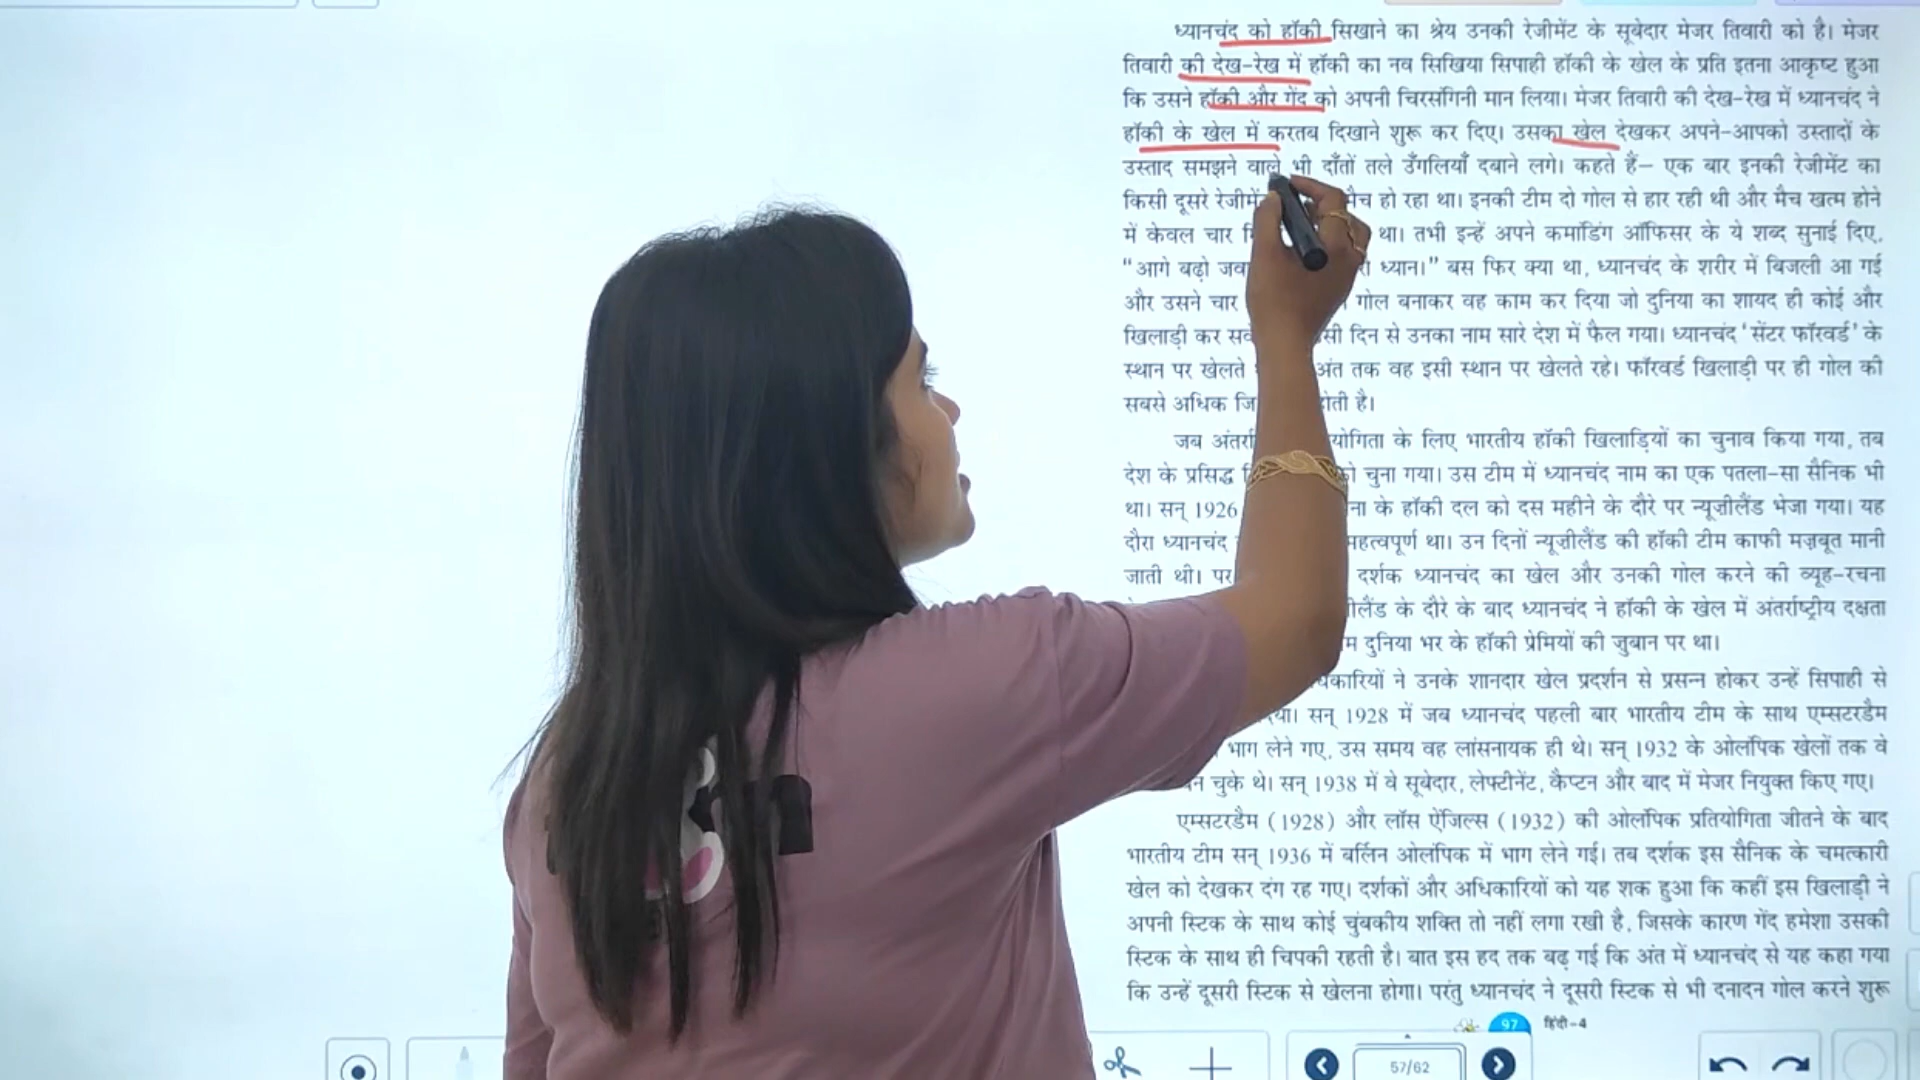 ध्यानचंद को हॉकी सिखाने का श्रेय उनकी रेजीमेंट के सूबेदार मेजर तिवारी को है। मेजर
तिवारी की देख-रेख में हॉकी का नव सिखिया सिपाही हॉकी के खेल के प्रति इतना आकृष्ट हुआ
कि उसने हॉकी और गेंद को अपनी चिरसंगिनी मान लिया। मेजर तिवारी की देख-रेख में ध्यानचंद ने
हॉकी के खेल में करतब दिखाने शुरू कर दिए। उसका खेल देखकर अपने-आपको उस्तादों के
उस्ताद समझने वाले भी दाँतों तले उँगलियाँ दबाने लगे। कहते हैं– एक बार इनकी रेजीमेंट का
किसी दूसरे मैच हो रहा था। इनकी टीम दो गोल से हार रही थी और मैच खत्म होने
में केवल चार था। तभी इन्हें अपने कमांडिंग ऑफिसर के ये शब्द सुनाई दिए,
“आगे बढ़ो ध्यान।” बस फिर क्या था, ध्यानचंद के शरीर में बिजली आ गई
और उसने चार गोल बनाकर वह काम कर दिया जो दुनिया का शायद ही कोई और
खिलाड़ी कर दिन से उनका नाम सारे देश में फैल गया। ध्यानचंद ‘सेंटर फॉरवर्ड’ के
स्थान पर खेलते अंत तक वह इसी स्थान पर खेलते रहे। फॉरवर्ड खिलाड़ी पर ही गोल की
सबसे अधिक होती है।
जब के लिए भारतीय हॉकी खिलाड़ियों का चुनाव किया गया, तब
देश के प्रसिद्ध को चुना गया। उस टीम में ध्यानचंद नाम का एक पतला-सा सैनिक भी
था। सन् 1926 के हॉकी दल को दस महीने के दौरे पर न्यूज़ीलैंड भेजा गया। यह
दौरा ध्यानचंद महत्वपूर्ण था। उन दिनों न्यूज़ीलैंड की हॉकी टीम काफी मज़बूत मानी
जाती थी। पर दर्शक ध्यानचंद का खेल और उनकी गोल करने की व्यूह-रचना
के दौरे के बाद ध्यानचंद ने हॉकी के खेल में अंतर्राष्ट्रीय दक्षता
दुनिया भर के हॉकी प्रेमियों की जुबान पर था।
ने उनके शानदार खेल प्रदर्शन से प्रसन्न होकर उन्हें सिपाही से
सन् 1928 में जब ध्यानचंद पहली बार भारतीय टीम के साथ एम्सटरडैम
भाग लेने गए, उस समय वह लांसनायक ही थे। सन् 1932 के ओलंपिक खेलों तक वे
चुके थे। सन् 1938 में वे सूबेदार, लेफ्टीनेंट, कैप्टन और बाद में मेजर नियुक्त किए गए।
एम्सटरडैम (1928) और लॉस ऐंजिल्स (1932) की ओलंपिक प्रतियोगिता जीतने के बाद
भारतीय टीम सन् 1936 में बर्लिन ओलंपिक में भाग लेने गई। तब दर्शक इस सैनिक के चमत्कारी
खेल को देखकर दंग रह गए। दर्शकों और अधिकारियों को यह शक हुआ कि कहीं इस खिलाड़ी ने
अपनी स्टिक के साथ कोई चुंबकीय शक्ति तो नहीं लगा रखी है, जिसके कारण गेंद हमेशा उसकी
स्टिक के साथ ही चिपकी रहती है। बात इस हद तक बढ़ गई कि अंत में ध्यानचंद से यह कहा गया
कि उन्हें दूसरी स्टिक से खेलना होगा। परंतु ध्यानचंद ने दूसरी स्टिक से भी दनादन गोल करने शुरू
97 हिंदी-4
57/62